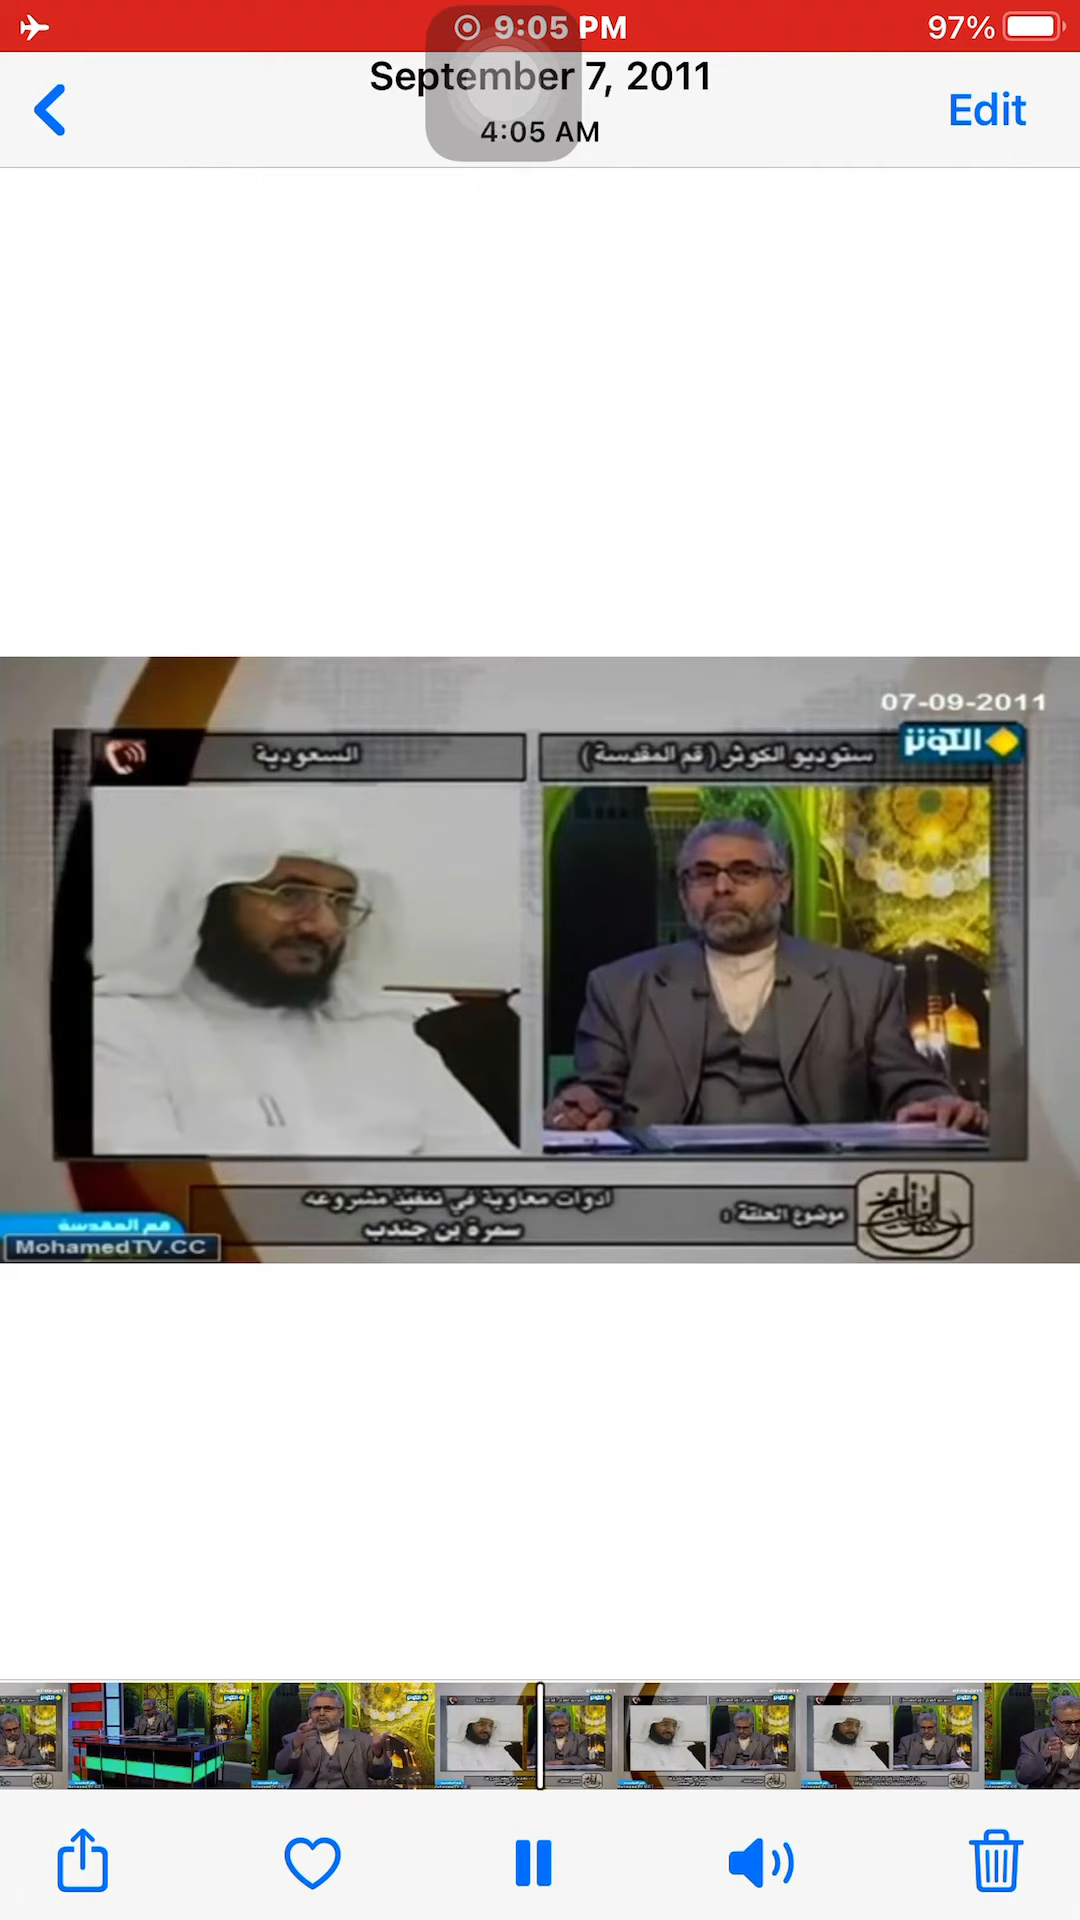 9:05 PM
97%
September 7, 2011
4:05 AM
Edit
07-09-2011
الكوثر
ستوديو الكوثر ( قم المقدسة )
السعودية
موضوع الحلقة :
ادوات معاوية في تنفيذ مشروعه
سمرة بن جندب
قم المقدسة
MohamedTV.CC